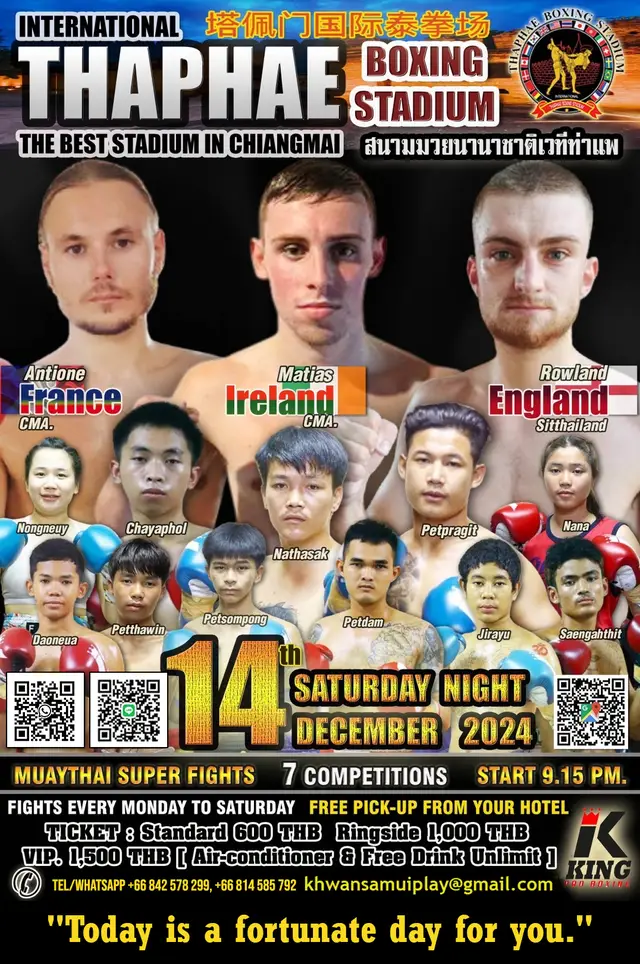 INTERNATIONAL
塔佩门国际泰拳场
THAPHAE
BOXING
STADIUM
THAPHAE BOXING STADIUM
THE BEST STADIUM IN CHIANGMAI
สนามมวยนานาชาติเวทีท่าแพ
Antione
France
CMA.
Matias
Ireland
CMA.
Rowland
England
Sitthailand
Nongneuy
Chayaphol
Nathasak
Petpragit
Nana
Daoneua
Petthawin
Petsompong
Petdam
Jirayu
Saengahthit
14th
SATURDAY NIGHT
DECEMBER 2024
MUAYTHAI SUPER FIGHTS 7 COMPETITIONS START 9.15 PM.
FIGHTS EVERY MONDAY TO SATURDAY FREE PICK-UP FROM YOUR HOTEL
TICKET : Standard 600 THB Ringside 1,000 THB
VIP. 1,500 THB [ Air-conditioner & Free Drink Unlimit ]
TEL/WHATSAPP +66 842 578 299, +66 814 585 792 khwansamuiplay@gmail.com
K
KING
PRO BOXING
"Today is a fortunate day for you."